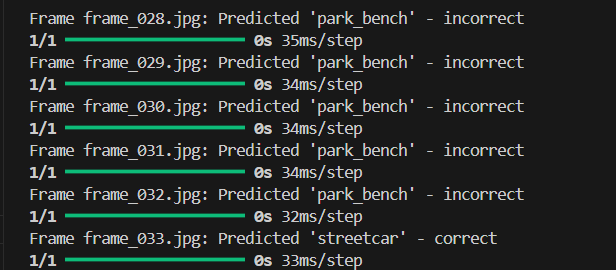 Frame frame_028.jpg: Predicted 'park_bench' - incorrect
1/1 ━━━━━━━━━━━━━━━━━━━━ 0s 35ms/step
Frame frame_029.jpg: Predicted 'park_bench' - incorrect
1/1 ━━━━━━━━━━━━━━━━━━━━ 0s 34ms/step
Frame frame_030.jpg: Predicted 'park_bench' - incorrect
1/1 ━━━━━━━━━━━━━━━━━━━━ 0s 34ms/step
Frame frame_031.jpg: Predicted 'park_bench' - incorrect
1/1 ━━━━━━━━━━━━━━━━━━━━ 0s 34ms/step
Frame frame_032.jpg: Predicted 'park_bench' - incorrect
1/1 ━━━━━━━━━━━━━━━━━━━━ 0s 32ms/step
Frame frame_033.jpg: Predicted 'streetcar' - correct
1/1 ━━━━━━━━━━━━━━━━━━━━ 0s 33ms/step